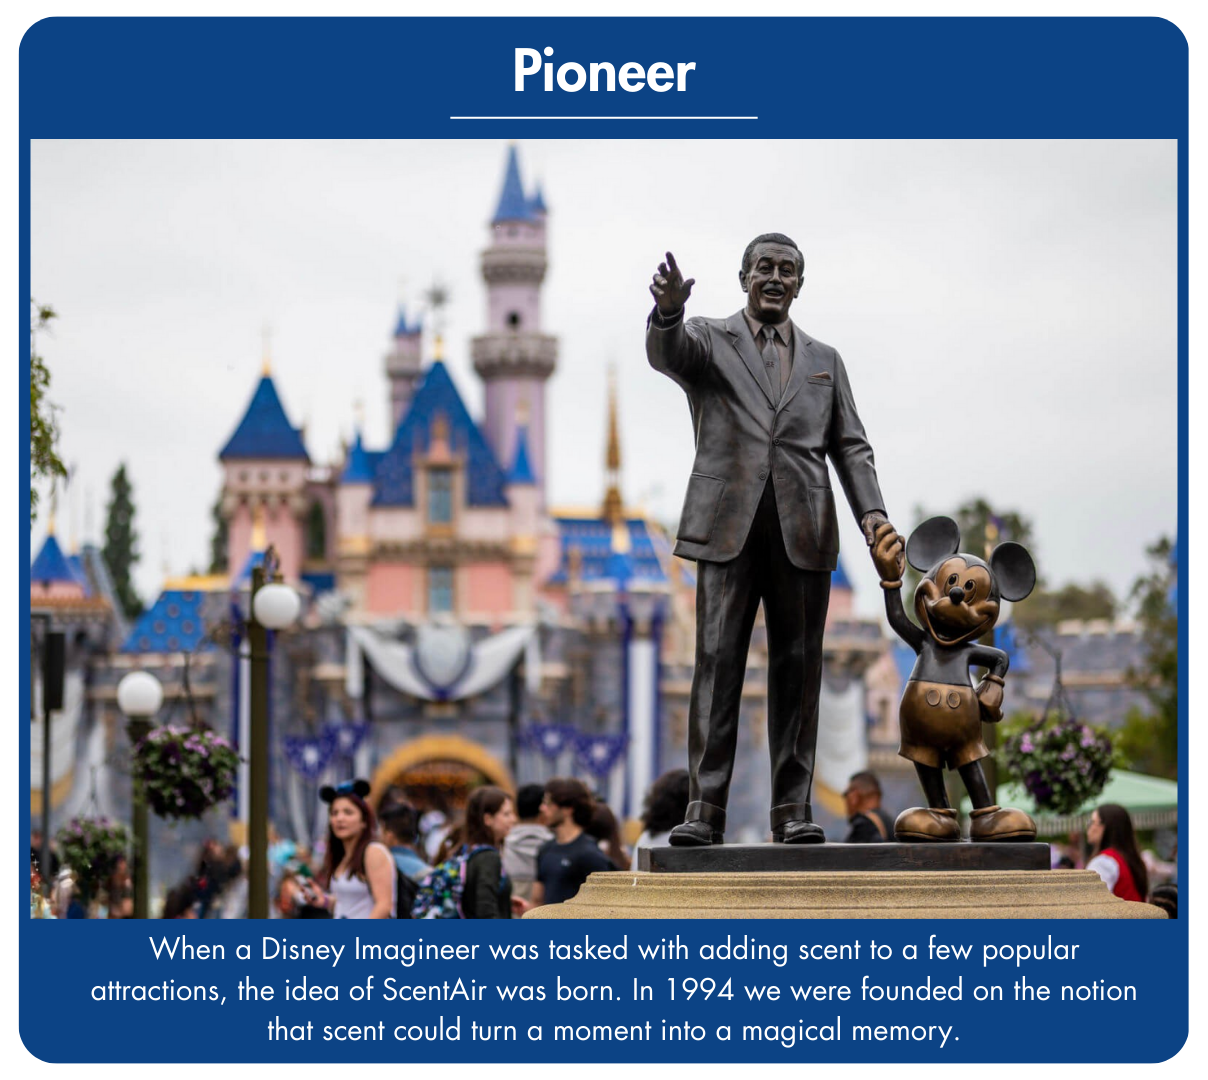 Pioneer
When a Disney Imagineer was tasked with adding scent to a few popular
attractions, the idea of ScentAir was born. In 1994 we were founded on the notion
that scent could turn a moment into a magical memory.